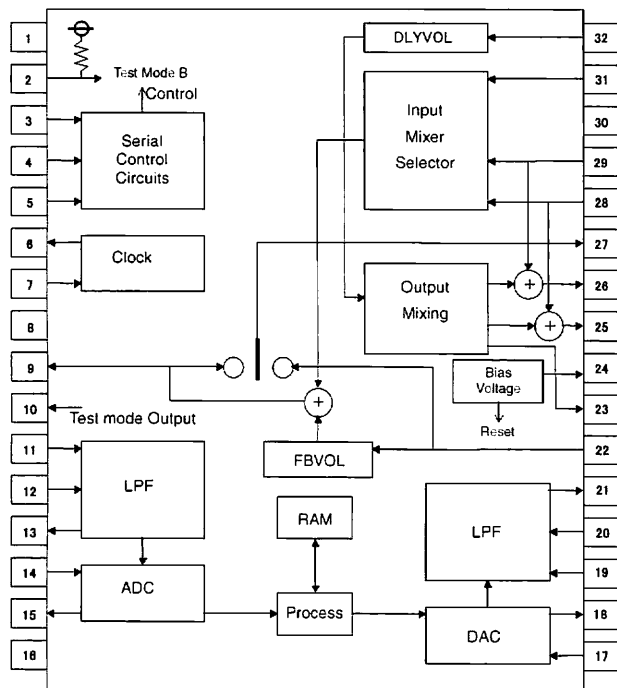 1
2
3
4
5
6
7
8
9
10
11
12
13
14
15
16
Test Mode B
Control
Serial
Control
Circuits
Clock
Test mode Output
LPF
ADC
DLYVOL
Input
Mixer
Selector
Output
Mixing
+
+
Bias
Voltage
Reset
+
FBVOL
RAM
Process
LPF
DAC
32
31
30
29
28
27
26
25
24
23
22
21
20
19
18
17